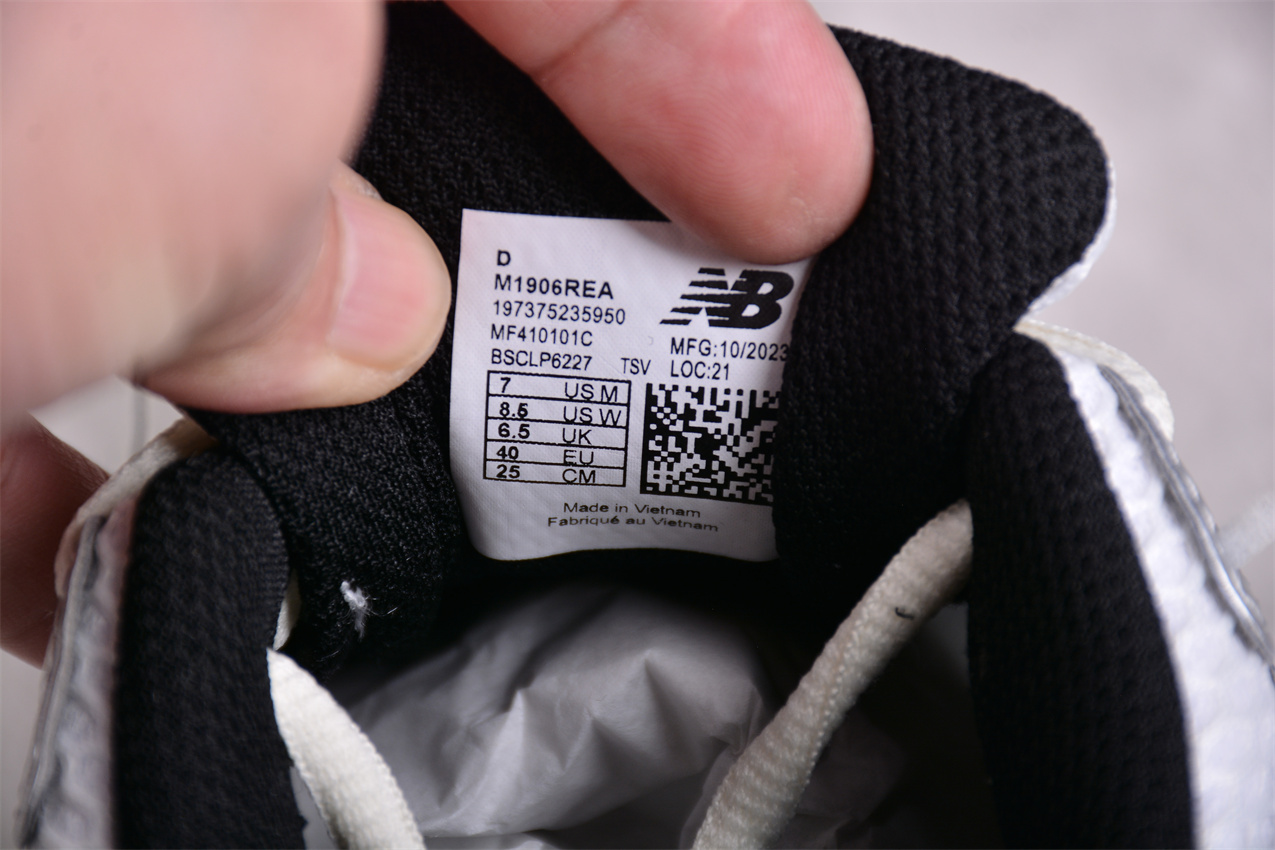 D
M1906REA
197375235950
MF410101C
BSCLP6227 TSV
NB
MFG:10/2023
LOC:21
7 US M
8.5 US W
6.5 UK
40 EU
25 CM
Made in Vietnam
Fabriqué au Vietnam